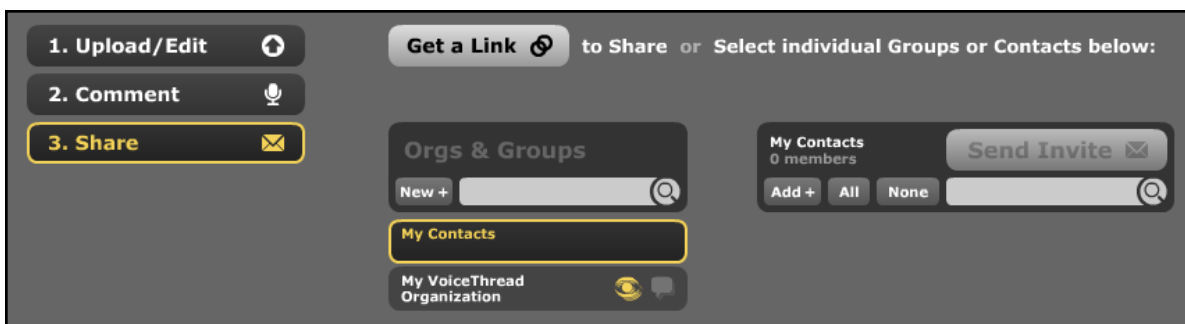 1. Upload/Edit
2. Comment
3. Share
Get a Link to Share or Select individual Groups or Contacts below:
Orgs & Groups
New +
My Contacts
My VoiceThread
Organization
My Contacts
0 members
Send Invite
Add + All None